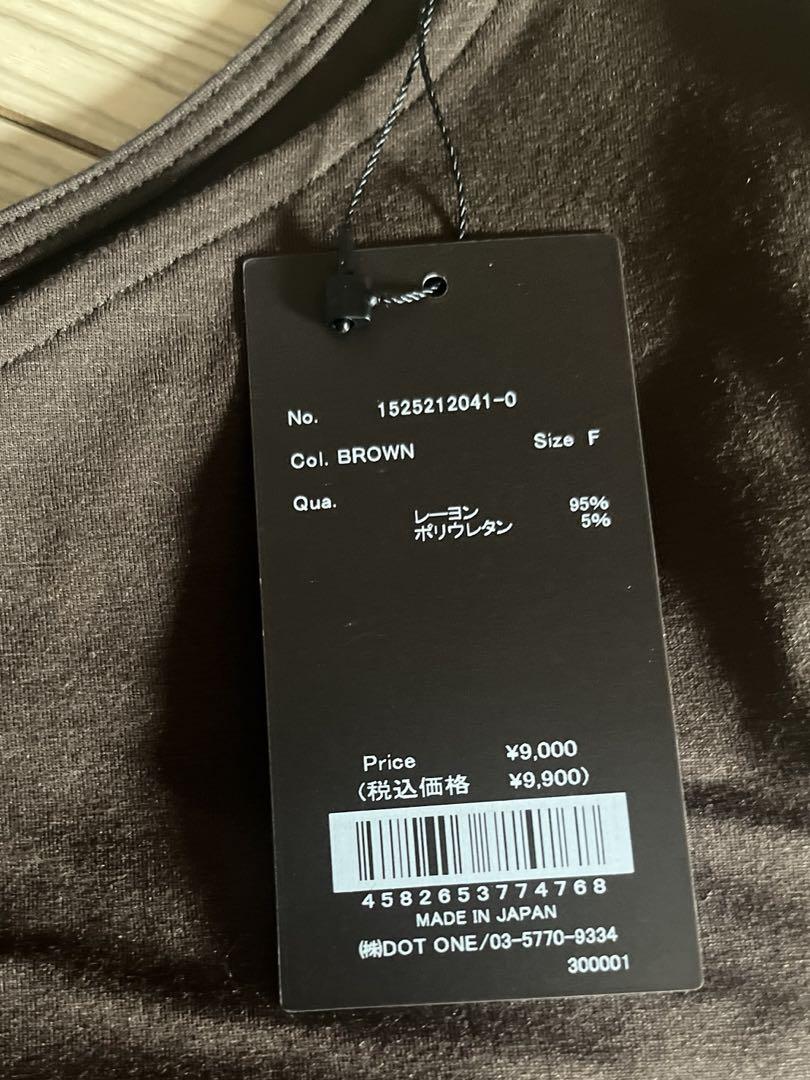 No. 1525212041-0
Col. BROWN Size F
Qua. レーヨン 95%
ポリウレタン 5%
Price ¥9,000
(税込価格 ¥9,900)
4582653774768
MADE IN JAPAN
㈱DOT ONE/03-5770-9334
300001